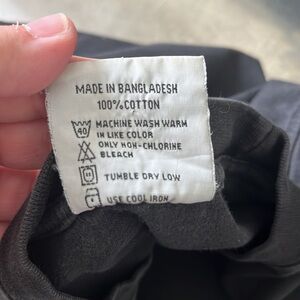 MADE IN BANGLADESH
100% COTTON
40 MACHINE WASH WARM
IN LIKE COLOR
ONLY NON-CHLORINE
BLEACH
TUMBLE DRY LOW
USE COOL IRON